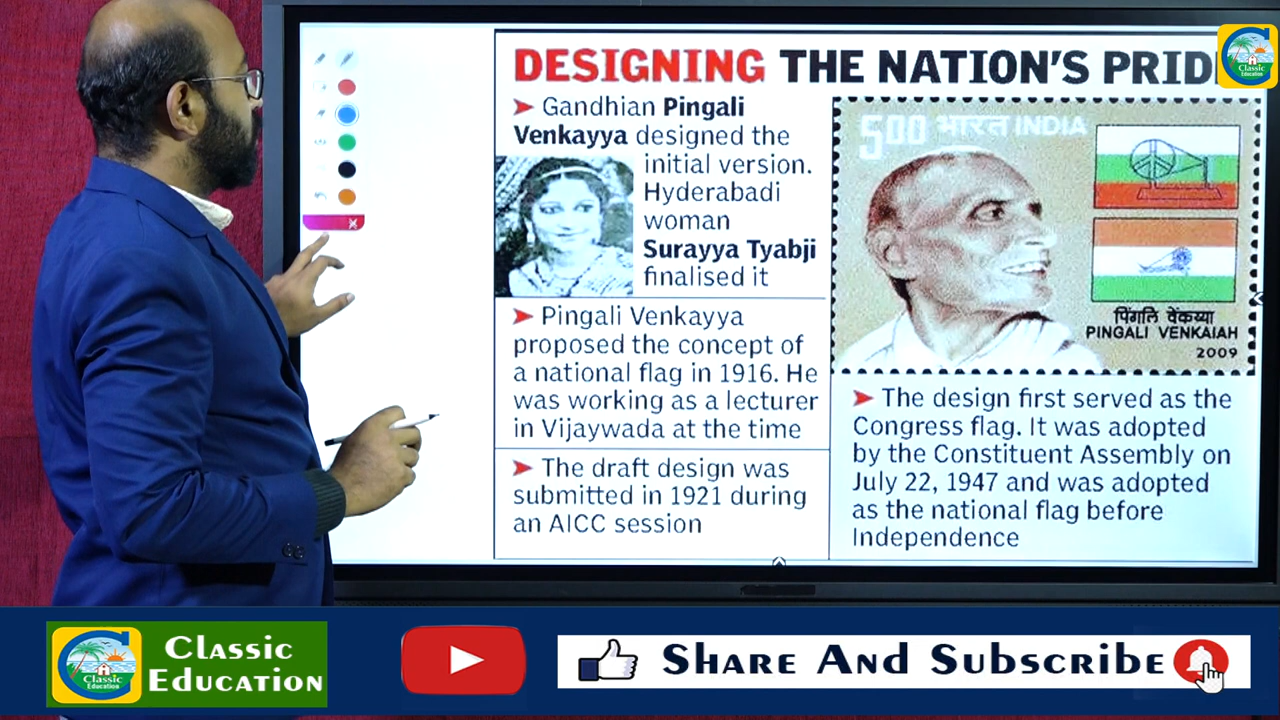 DESIGNING THE NATION'S PRID
➤ Gandhian Pingali
Venkayya designed the
initial version.
Hyderabadi
woman
Surayya Tyabji
finalised it
➤ Pingali Venkayya
proposed the concept of
a national flag in 1916. He
was working as a lecturer
in Vijaywada at the time
➤ The draft design was
submitted in 1921 during
an AICC session
500 भारत INDIA
पिंगलि वेंकय्या
PINGALI VENKAIAH
2009
➤ The design first served as the
Congress flag. It was adopted
by the Constituent Assembly on
July 22, 1947 and was adopted
as the national flag before
Independence
Classic
Education
Classic
Education
Classic
Education
Share And Subscribe